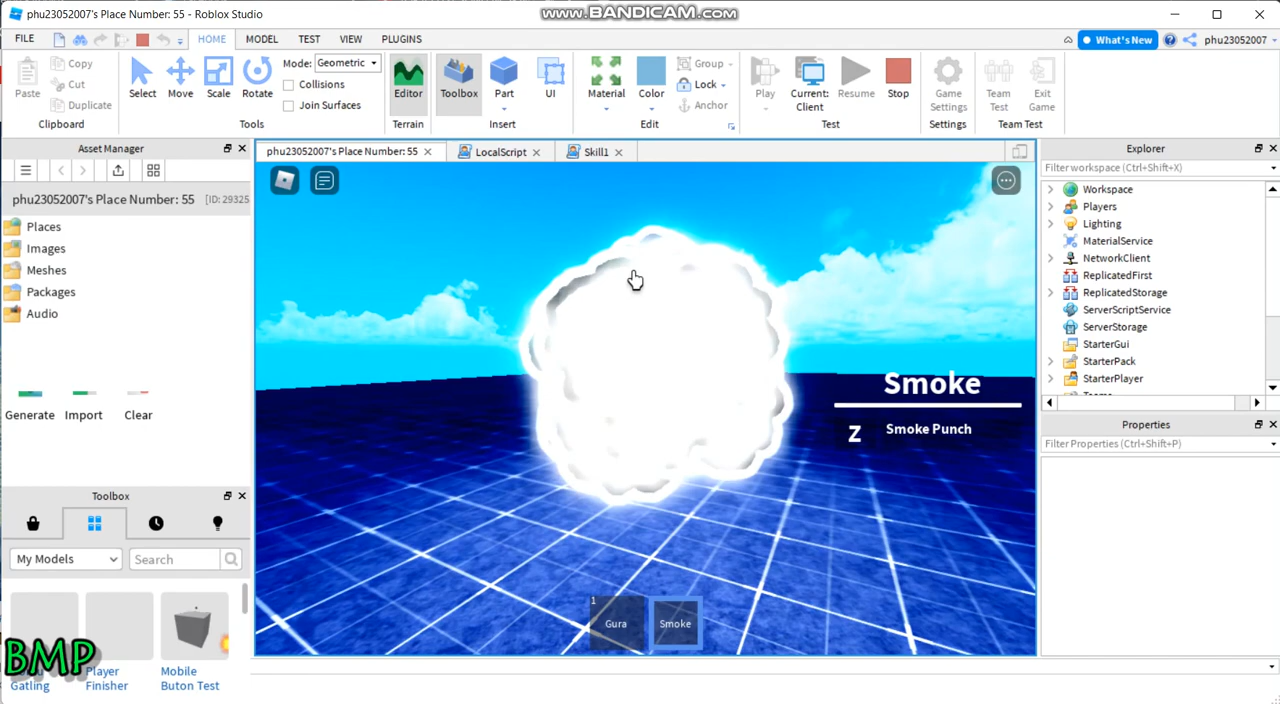 phu23052007's Place Number: 55 - Roblox Studio
www.BANDICAM.com
FILE
HOME
MODEL
TEST
VIEW
PLUGINS
What's New
phu23052007
Paste
Copy
Cut
Duplicate
Clipboard
Select
Move
Scale
Rotate
Mode: Geometric
Collisions
Join Surfaces
Tools
Editor
Terrain
Toolbox
Part
UI
Insert
Material
Color
Group
Lock
Anchor
Edit
Play
Current:
Client
Resume
Stop
Test
Game
Settings
Settings
Team
Test
Exit
Game
Team Test
Asset Manager
phu23052007's Place Number: 55
[ID: 29325
Places
Images
Meshes
Packages
Audio
Generate
Import
Clear
Toolbox
My Models
Search
BMP
Gatling
Player
Finisher
Mobile
Buton Test
phu23052007's Place Number: 55
LocalScript
Skill1
Smoke
Z
Smoke Punch
1
Gura
Smoke
Explorer
Filter workspace (Ctrl+Shift+X)
Workspace
Players
Lighting
MaterialService
NetworkClient
ReplicatedFirst
ReplicatedStorage
ServerScriptService
ServerStorage
StarterGui
StarterPack
StarterPlayer
Properties
Filter Properties (Ctrl+Shift+P)